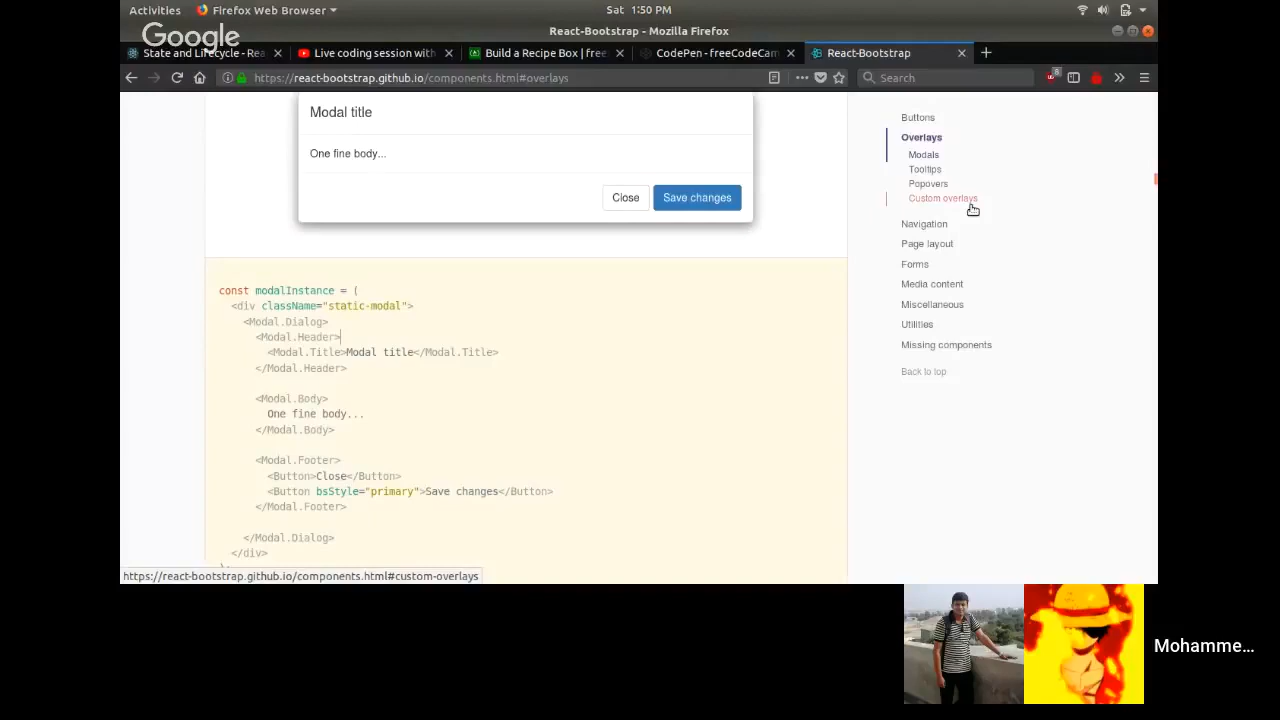 Activities
Firefox Web Browser
Sat 1:50 PM
Google
React-Bootstrap - Mozilla Firefox
State and Lifecycle - Rea
Live coding session with
Build a Recipe Box | free
CodePen - freeCodeCam
React-Bootstrap
https://react-bootstrap.github.io/components.html#overlays
Search
8
Modal title
One fine body...
Close
Save changes
const modalInstance = (
<div className="static-modal">
<Modal.Dialog>
<Modal.Header>
<Modal.Title>Modal title</Modal.Title>
</Modal.Header>
<Modal.Body>
One fine body...
</Modal.Body>
<Modal.Footer>
<Button>Close</Button>
<Button bsStyle="primary">Save changes</Button>
</Modal.Footer>
</Modal.Dialog>
</div>
Buttons
Overlays
Modals
Tooltips
Popovers
Custom overlays
Navigation
Page layout
Forms
Media content
Miscellaneous
Utilities
Missing components
Back to top
https://react-bootstrap.github.io/components.html#custom-overlays
Mohamme...